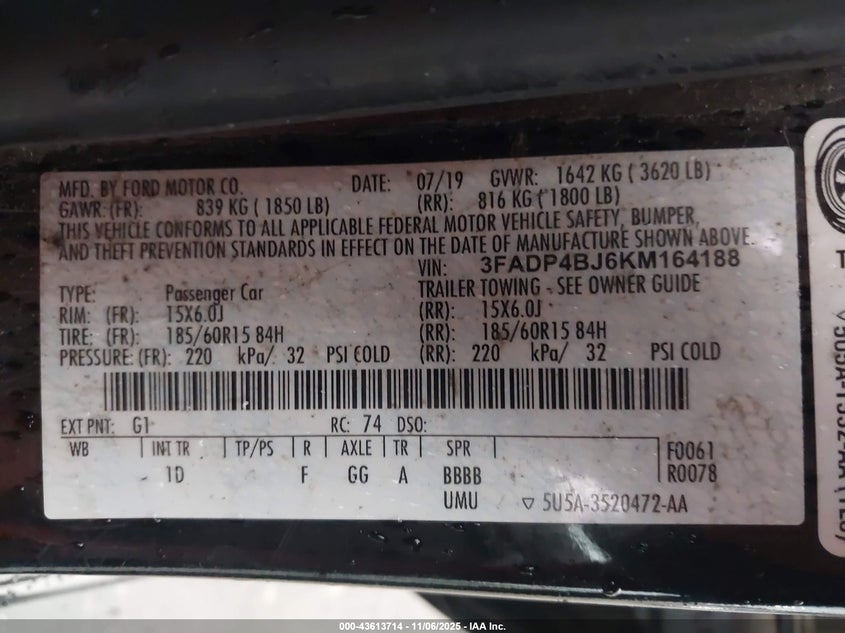 MFD. BY FORD MOTOR CO. DATE: 07/19 GVWR: 1642 KG ( 3620 LB)
GAWR: (FR): 839 KG ( 1850 LB) (RR): 816 KG ( 1800 LB)
THIS VEHICLE CONFORMS TO ALL APPLICABLE FEDERAL MOTOR VEHICLE SAFETY, BUMPER,
AND THEFT PREVENTION STANDARDS IN EFFECT ON THE DATE OF MANUFACTURE SHOWN ABOVE.
VIN: 3FADP4BJ6KM164188
TYPE: Passenger Car TRAILER TOWING - SEE OWNER GUIDE
RIM: (FR): 15X6.0J (RR): 15X6.0J
TIRE: (FR): 185/60R15 84H (RR): 185/60R15 84H
PRESSURE: (FR): 220 kPa/ 32 PSI COLD (RR): 220 kPa/ 32 PSI COLD
EXT PNT: G1 RC: 74 DSO:
WB INT TR TP/PS R AXLE TR SPR F0061
1D F GG A BBBB R0078
UMU ▽ 5U5A-3520472-AA
000-43613714 - 11/06/2025 - IAA Inc.